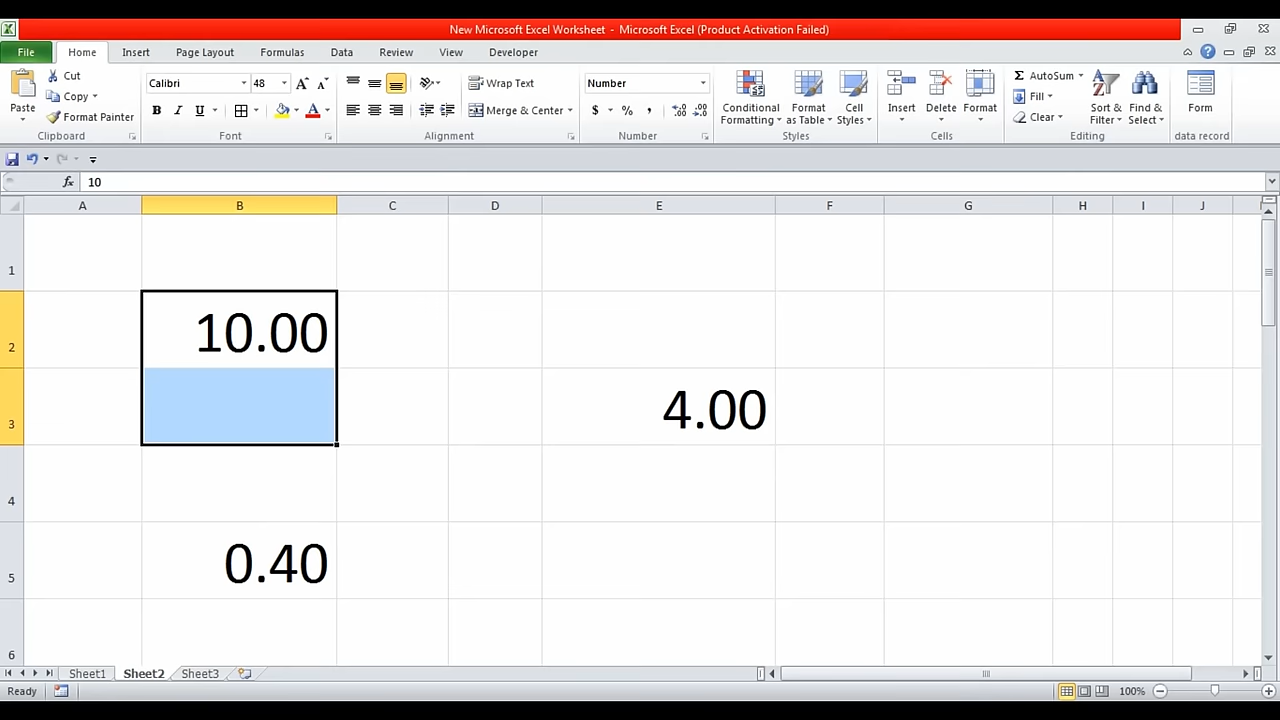 New Microsoft Excel Worksheet - Microsoft Excel (Product Activation Failed)
File Home Insert Page Layout Formulas Data Review View Developer
Paste Cut Copy Format Painter Clipboard
Calibri 48 A A B I U A Font
Wrap Text Merge & Center Alignment
Number $ % , Number
Conditional Formatting Format as Table Cell Styles Styles
Insert Delete Format Cells
Σ AutoSum Fill Clear Sort & Filter Find & Select Editing
Form data record
fx 10
A B C D E F G H I J
1
2 10.00
3 4.00
4
5 0.40
6
Sheet1 Sheet2 Sheet3
Ready 100%